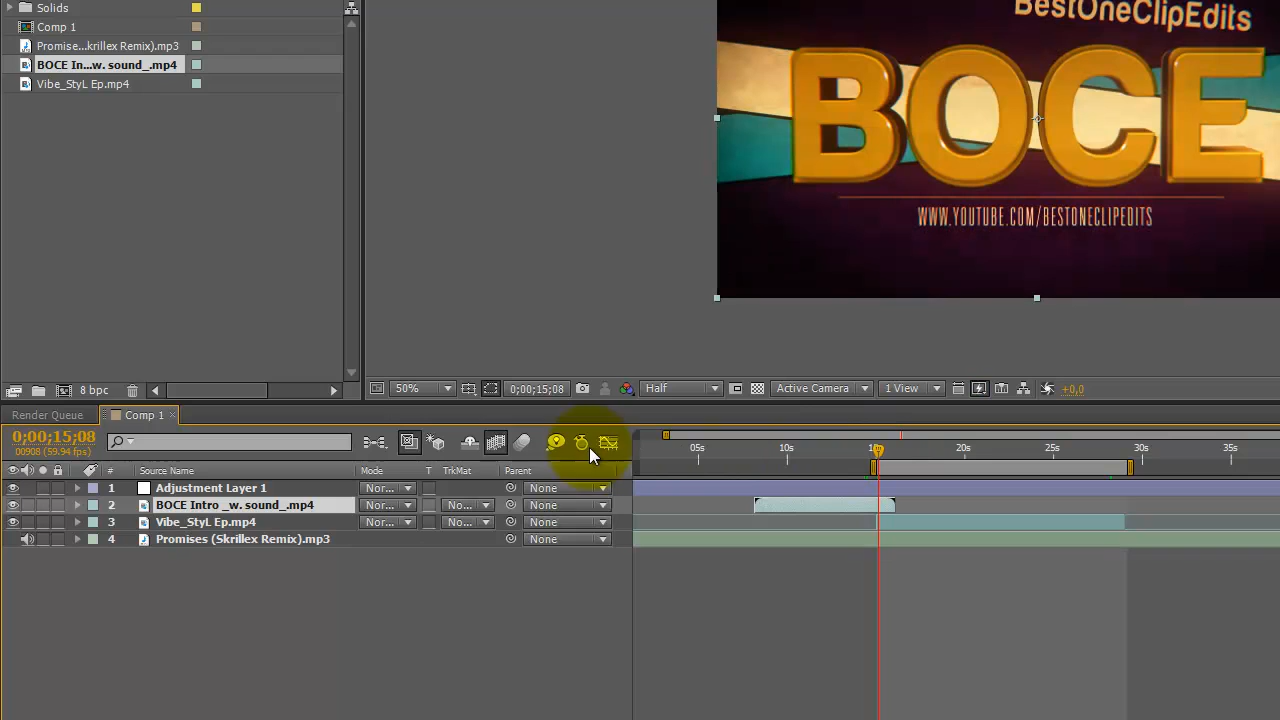 Solids
Comp 1
Promise...krillex Remix).mp3
BOCE In...w. sound_.mp4
Vibe_StyL Ep.mp4
BestOneClipEdits
BOCE
WWW.YOUTUBE.COM/BESTONECLIPEDITS
8 bpc
50%
0;00;15;08
Half
Active Camera
1 View
+0,0
Render Queue
Comp 1
0;00;15;08
00908 (59.94 fps)
05s
10s
20s
25s
30s
35s
#
Source Name
Mode
T
TrkMat
Parent
1
Adjustment Layer 1
Nor...
None
2
BOCE Intro _w. sound_.mp4
Nor...
No...
None
3
Vibe_StyL Ep.mp4
Nor...
No...
None
4
Promises (Skrillex Remix).mp3
None